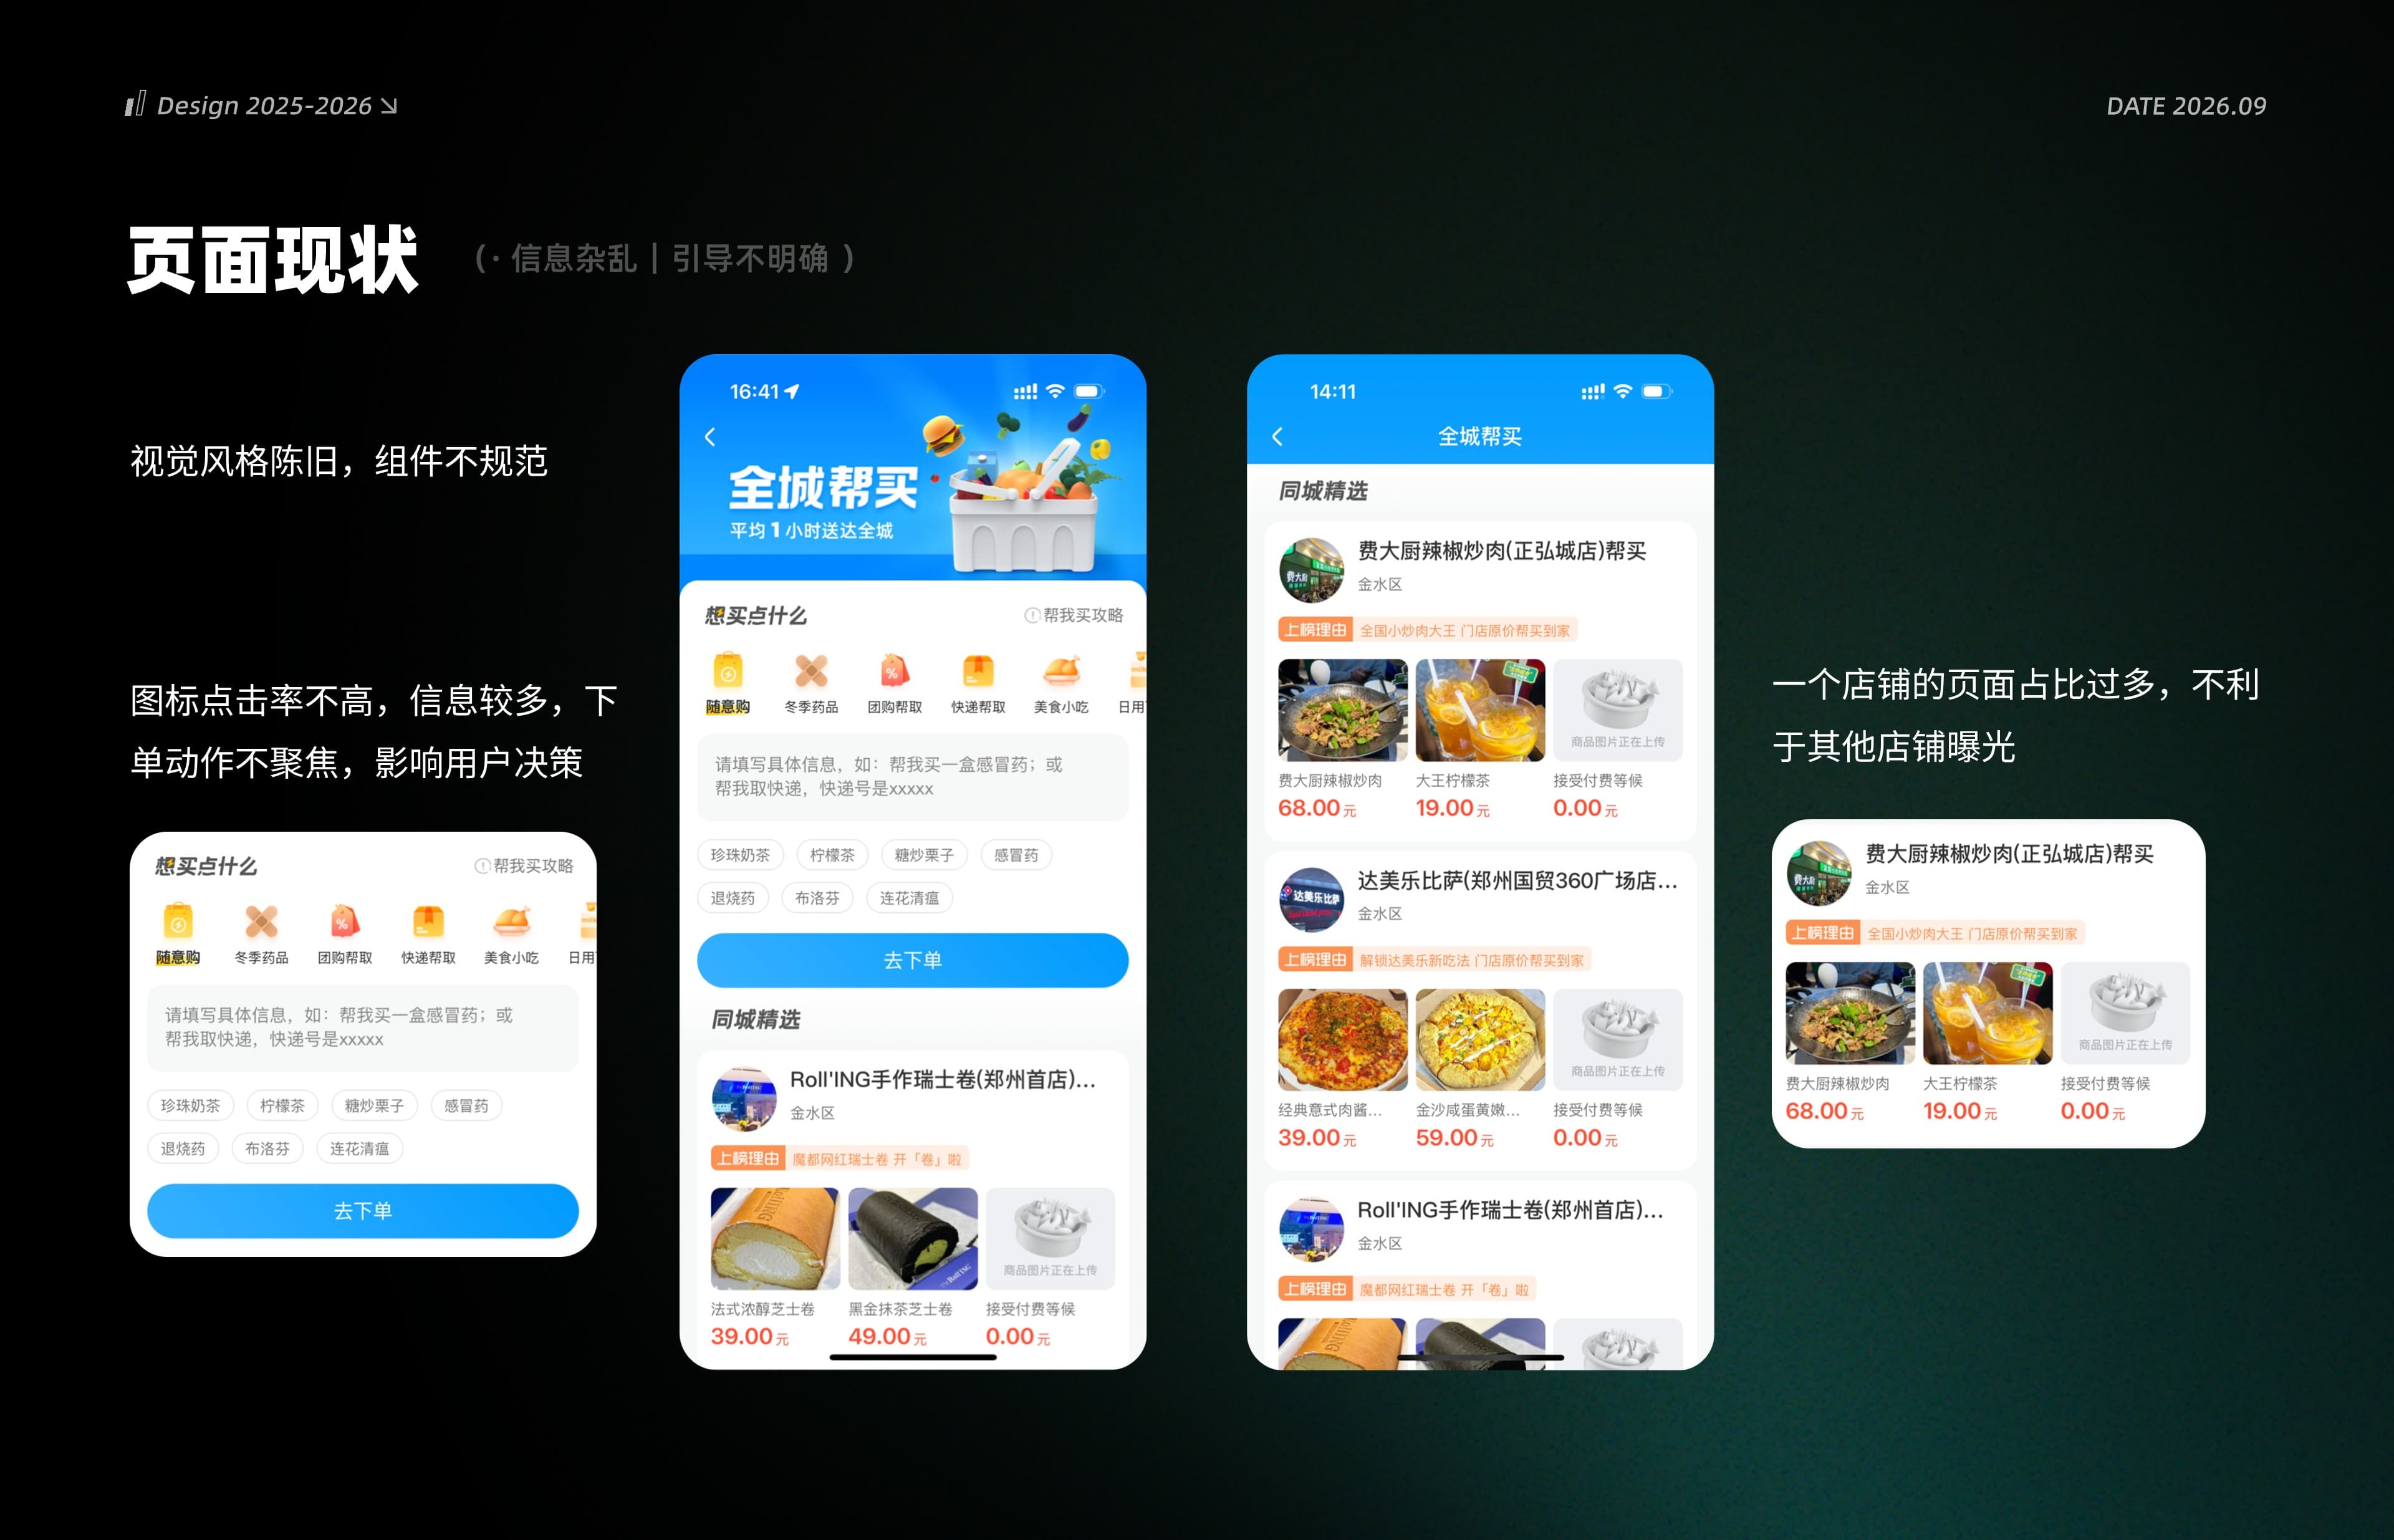 Design 2025-2026
DATE 2026.09
页面现状
(· 信息杂乱 | 引导不明确 )
视觉风格陈旧，组件不规范
图标点击率不高，信息较多，下
单动作不聚焦，影响用户决策
想买点什么
帮我买攻略
随意购 冬季药品 团购帮取 快递帮取 美食小吃 日用
请填写具体信息，如：帮我买一盒感冒药；或
帮我取快递，快递号是xxxxx
珍珠奶茶 柠檬茶 糖炒栗子 感冒药
退烧药 布洛芬 连花清瘟
去下单
16:41
全城帮买
平均1小时送达全城
想买点什么
帮我买攻略
随意购 冬季药品 团购帮取 快递帮取 美食小吃 日用
请填写具体信息，如：帮我买一盒感冒药；或
帮我取快递，快递号是xxxxx
珍珠奶茶 柠檬茶 糖炒栗子 感冒药
退烧药 布洛芬 连花清瘟
去下单
同城精选
Roll'ING手作瑞士卷(郑州首店)...
金水区
上榜理由 魔都网红瑞士卷 开「卷」啦
商品图片正在上传
法式浓醇芝士卷 黑金抹茶芝士卷 接受付费等候
39.00元 49.00元 0.00元
14:11
全城帮买
同城精选
费大厨辣椒炒肉(正弘城店)帮买
金水区
上榜理由 全国小炒肉大王 门店原价帮买到家
商品图片正在上传
费大厨辣椒炒肉 大王柠檬茶 接受付费等候
68.00元 19.00元 0.00元
达美乐比萨
达美乐比萨(郑州国贸360广场店...
金水区
上榜理由 解锁达美乐新吃法 门店原价帮买到家
商品图片正在上传
经典意式肉酱... 金沙咸蛋黄嫩... 接受付费等候
39.00元 59.00元 0.00元
Roll'ING手作瑞士卷(郑州首店)...
金水区
上榜理由 魔都网红瑞士卷 开「卷」啦
一个店铺的页面占比过多，不利
于其他店铺曝光
费大厨辣椒炒肉(正弘城店)帮买
金水区
上榜理由 全国小炒肉大王 门店原价帮买到家
商品图片正在上传
费大厨辣椒炒肉 大王柠檬茶 接受付费等候
68.00元 19.00元 0.00元